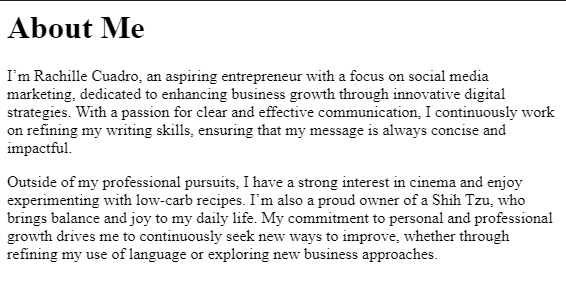 About Me
I’m Rachille Cuadro, an aspiring entrepreneur with a focus on social media
marketing, dedicated to enhancing business growth through innovative digital
strategies. With a passion for clear and effective communication, I continuously work
on refining my writing skills, ensuring that my message is always concise and
impactful.
Outside of my professional pursuits, I have a strong interest in cinema and enjoy
experimenting with low-carb recipes. I’m also a proud owner of a Shih Tzu, who
brings balance and joy to my daily life. My commitment to personal and professional
growth drives me to continuously seek new ways to improve, whether through
refining my use of language or exploring new business approaches.